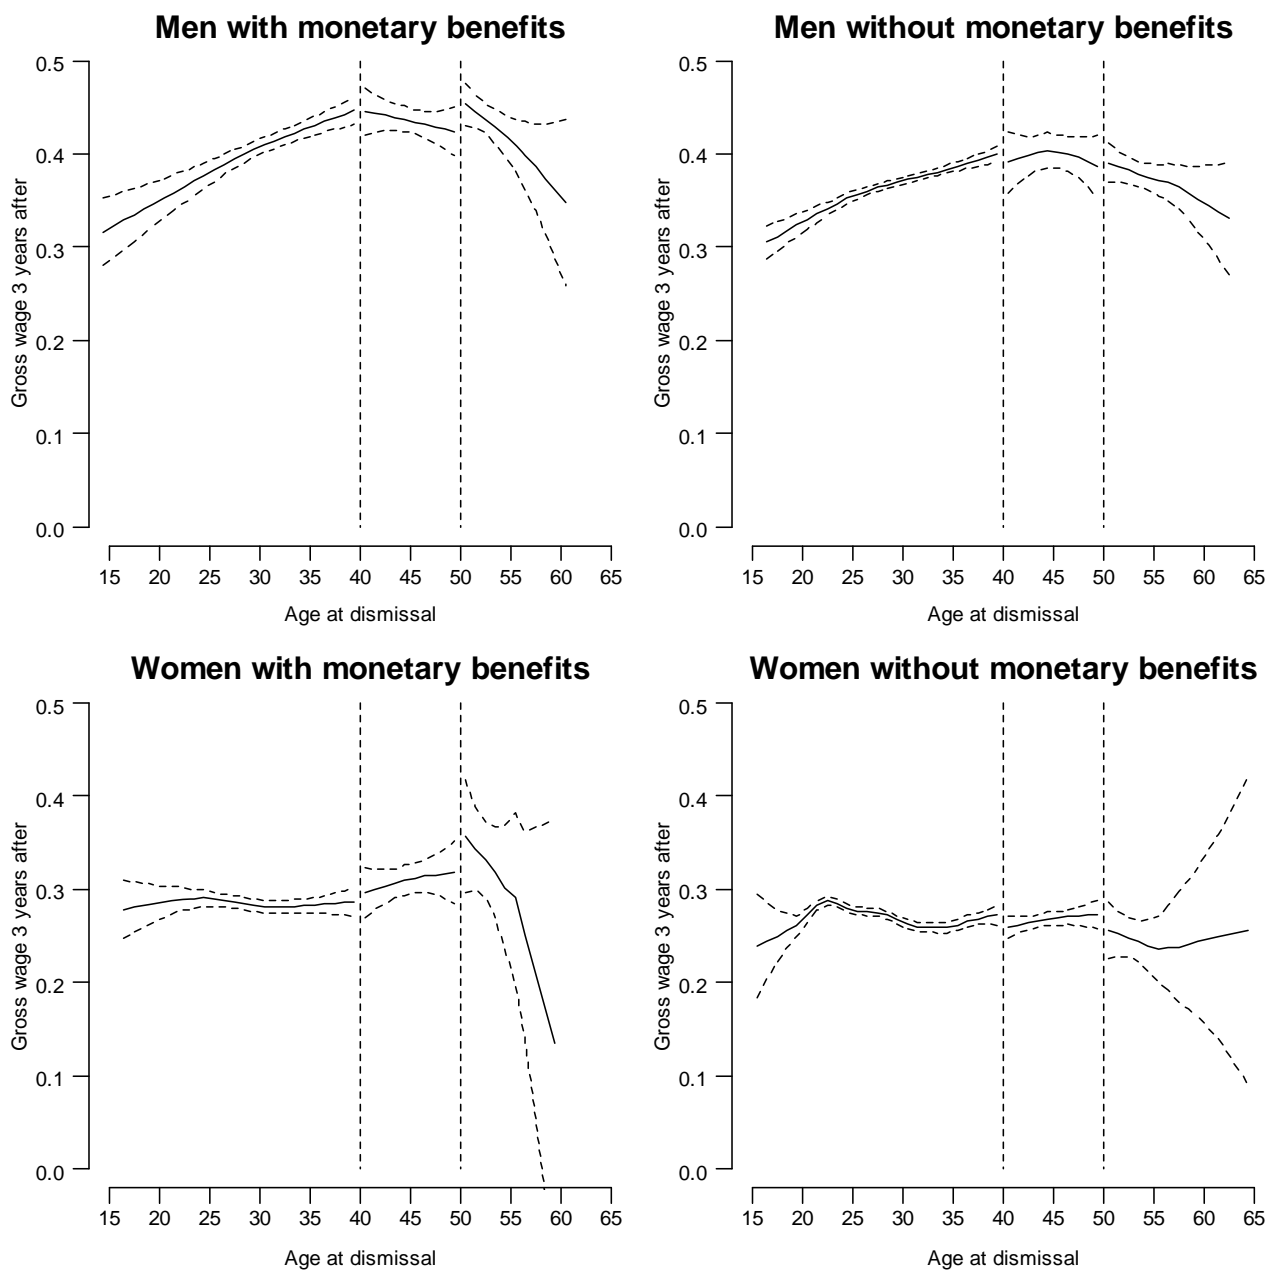 Men with monetary benefits
Gross wage 3 years after
0.5
0.4
0.3
0.2
0.1
0.0
15 20 25 30 35 40 45 50 55 60 65
Age at dismissal
Men without monetary benefits
Gross wage 3 years after
0.5
0.4
0.3
0.2
0.1
0.0
15 20 25 30 35 40 45 50 55 60 65
Age at dismissal
Women with monetary benefits
Gross wage 3 years after
0.5
0.4
0.3
0.2
0.1
0.0
15 20 25 30 35 40 45 50 55 60 65
Age at dismissal
Women without monetary benefits
Gross wage 3 years after
0.5
0.4
0.3
0.2
0.1
0.0
15 20 25 30 35 40 45 50 55 60 65
Age at dismissal